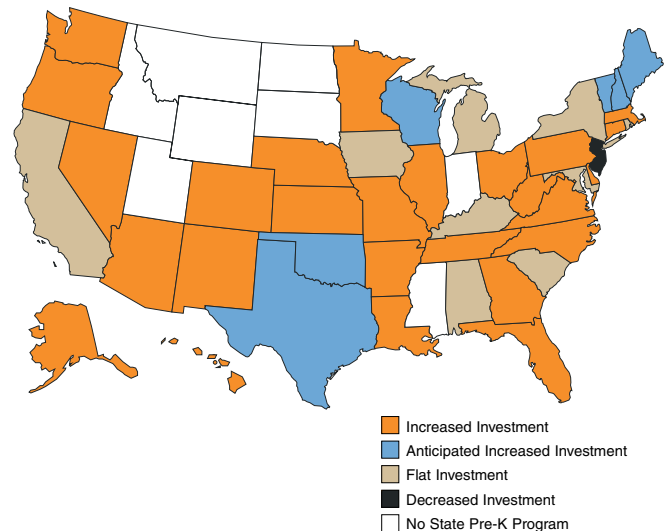 Increased Investment
Anticipated Increased Investment
Flat Investment
Decreased Investment
No State Pre-K Program